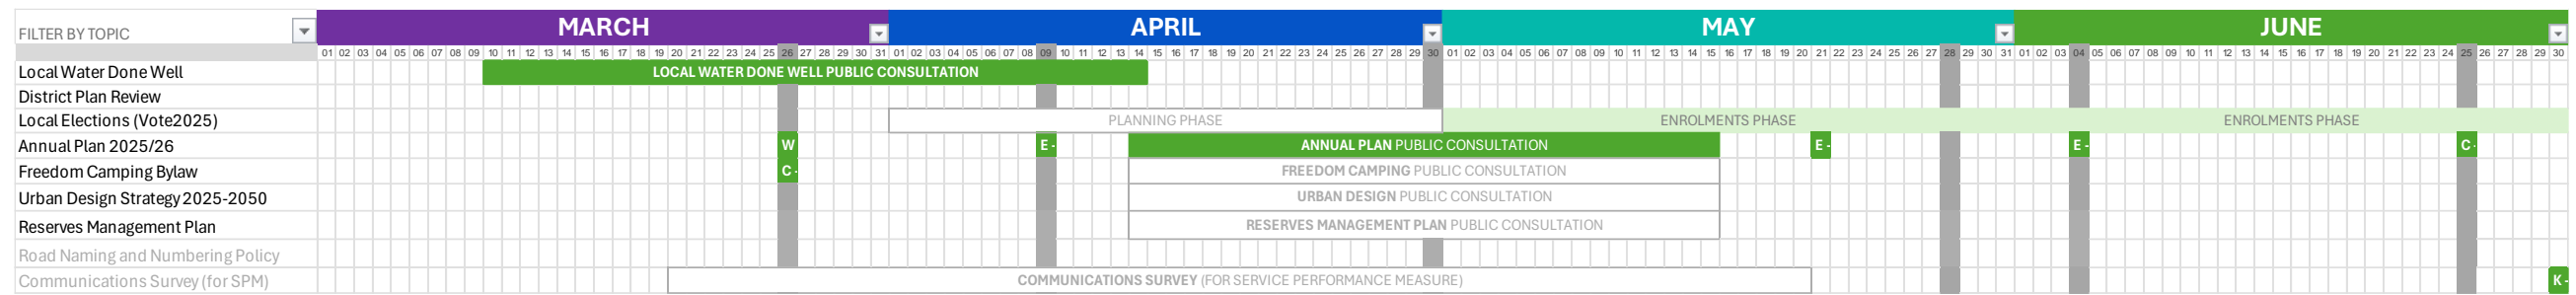 MARCH APRIL MAY JUNE
FILTER BY TOPIC
01 02 03 04 05 06 07 08 09 10 11 12 13 14 15 16 17 18 19 20 21 22 23 24 25 26 27 28 29 30 31 01 02 03 04 05 06 07 08 09 10 11 12 13 14 15 16 17 18 19 20 21 22 23 24 25 26 27 28 29 30 01 02 03 04 05 06 07 08 09 10 11 12 13 14 15 16 17 18 19 20 21 22 23 24 25 26 27 28 29 30 31 01 02 03 04 05 06 07 08 09 10 11 12 13 14 15 16 17 18 19 20 21 22 23 24 25 26 27 28 29 30
Local Water Done Well LOCAL WATER DONE WELL PUBLIC CONSULTATION
District Plan Review
Local Elections (Vote2025) PLANNING PHASE ENROLMENTS PHASE ENROLMENTS PHASE
Annual Plan 2025/26 W E - ANNUAL PLAN PUBLIC CONSULTATION E - E - C -
Freedom Camping Bylaw C - FREEDOM CAMPING PUBLIC CONSULTATION
Urban Design Strategy 2025-2050 URBAN DESIGN PUBLIC CONSULTATION
Reserves Management Plan RESERVES MANAGEMENT PLAN PUBLIC CONSULTATION
Road Naming and Numbering Policy
Communications Survey (for SPM) COMMUNICATIONS SURVEY (FOR SERVICE PERFORMANCE MEASURE) K -